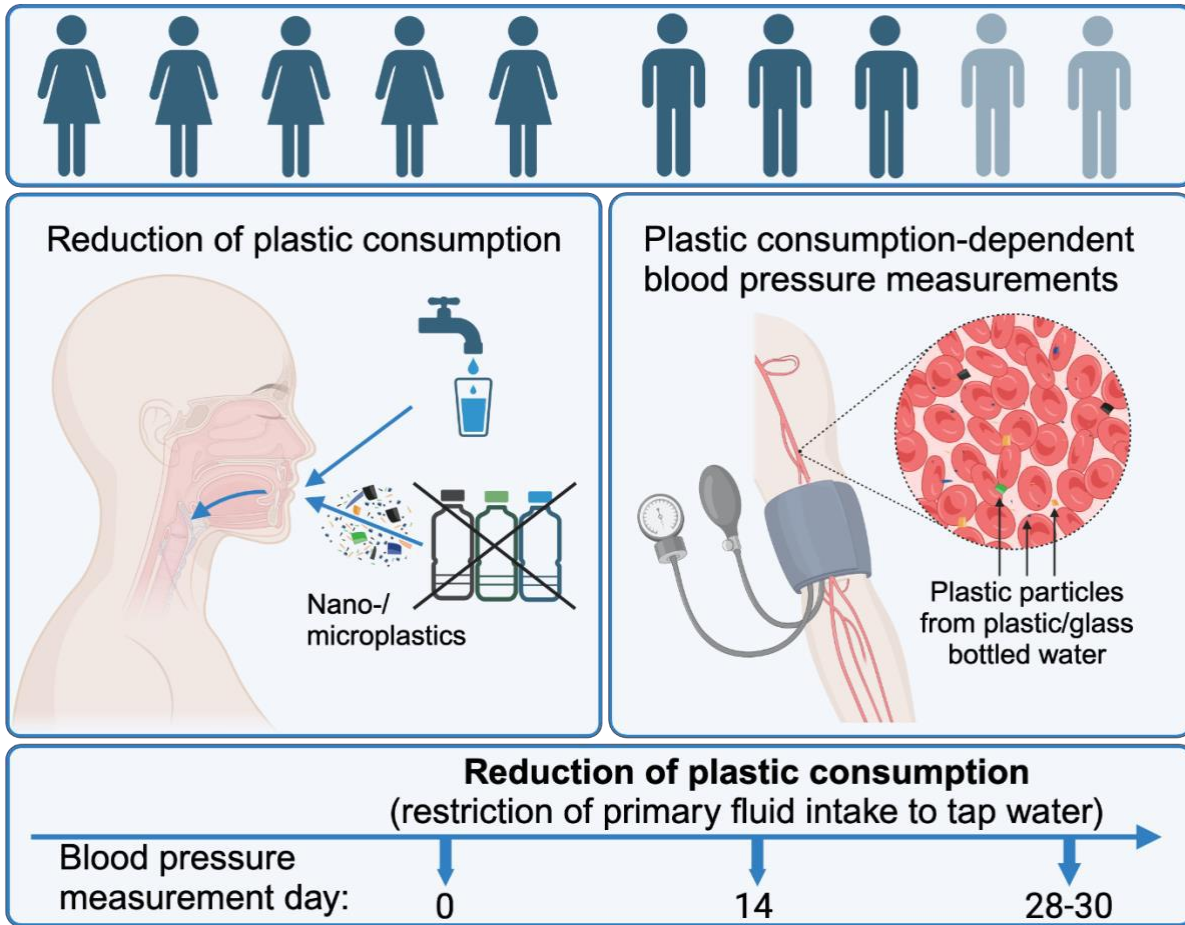 Reduction of plastic consumption
Nano-/
microplastics
Plastic consumption-dependent
blood pressure measurements
Plastic particles
from plastic/glass
bottled water
Reduction of plastic consumption
(restriction of primary fluid intake to tap water)
Blood pressure
measurement day:
0
14
28-30